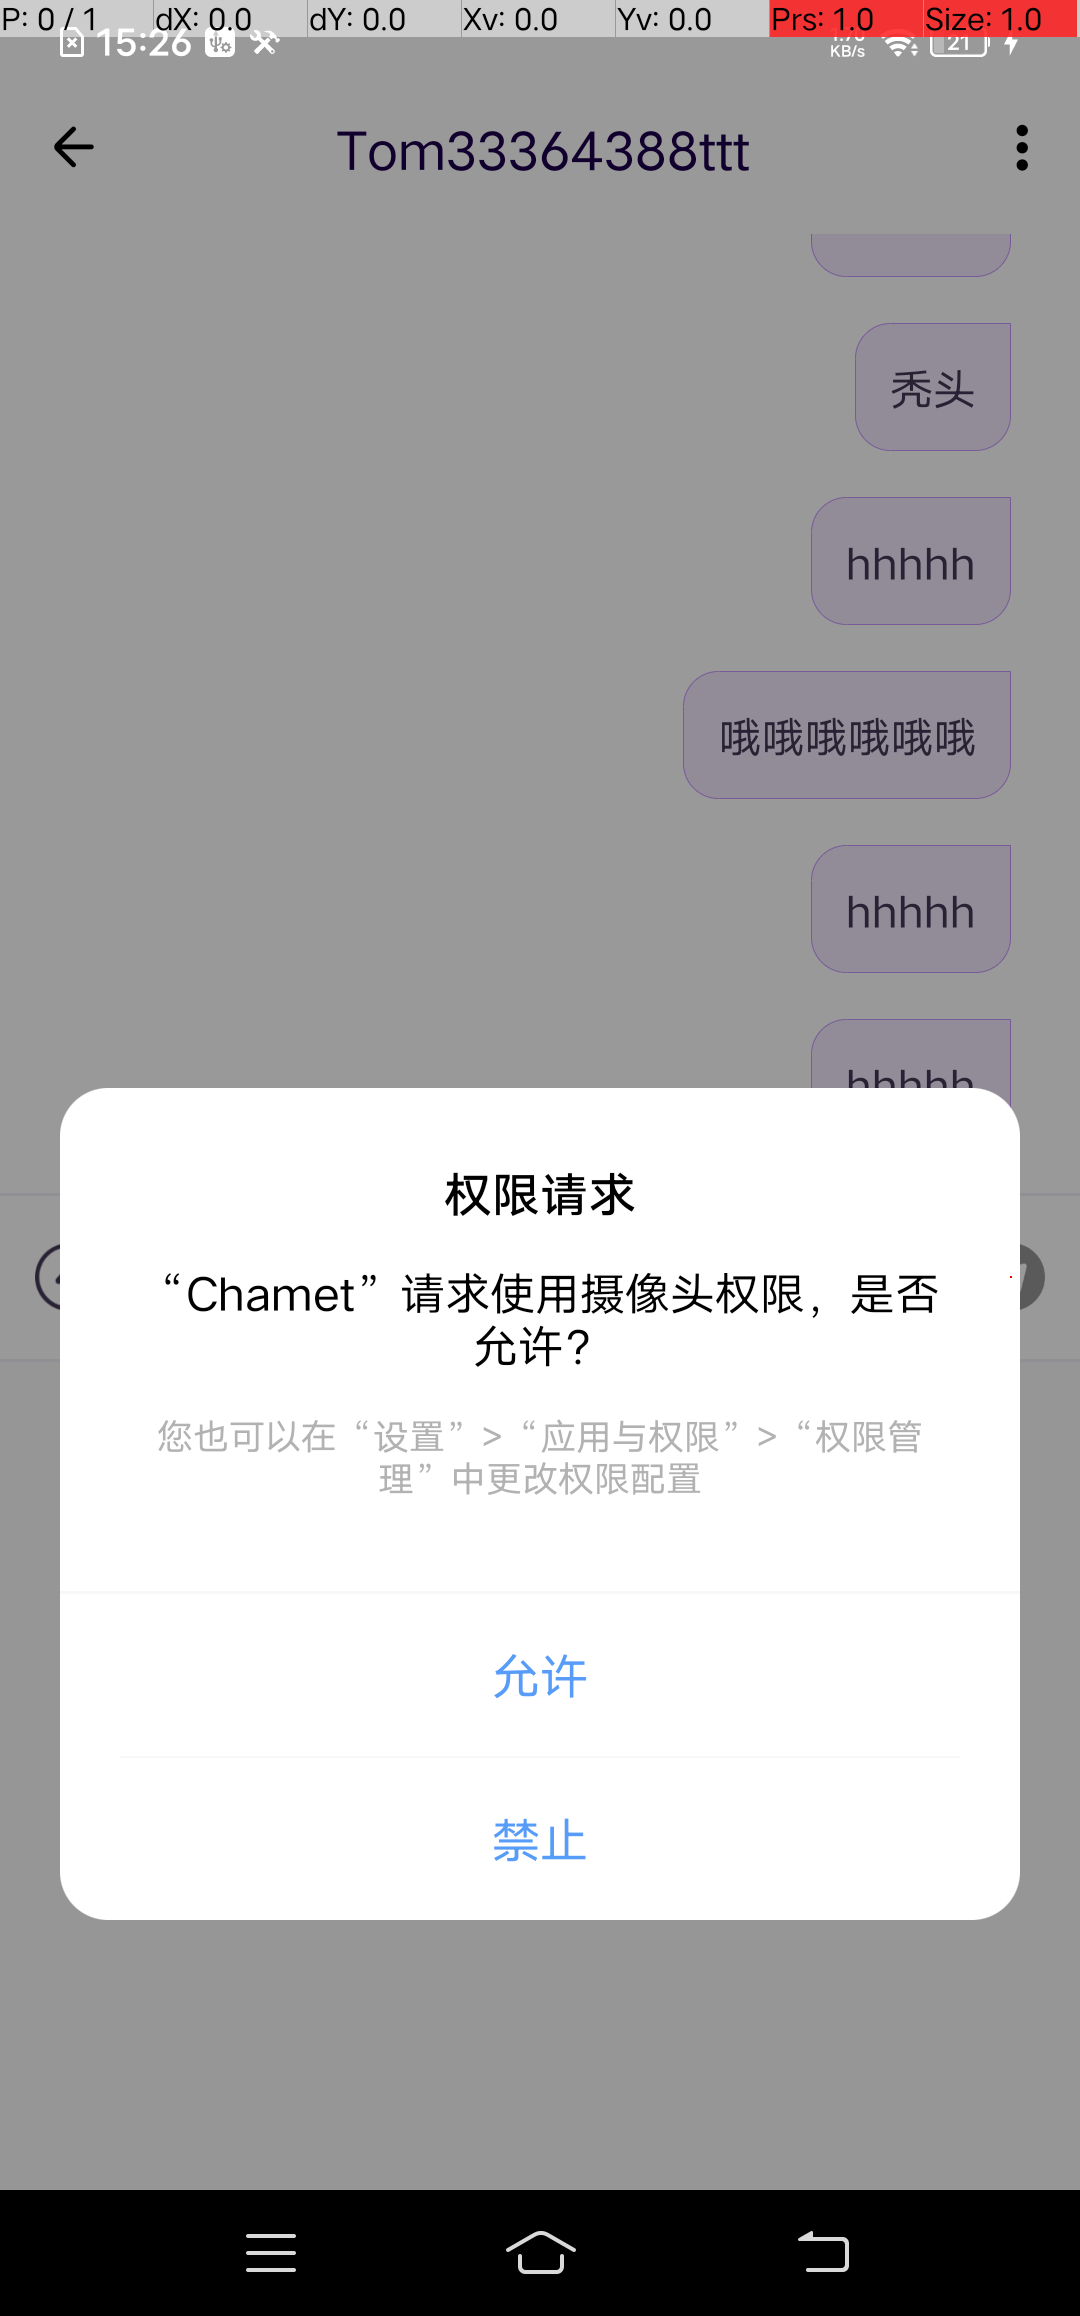 P: 0 / 1 dX: 0.0 dY: 0.0 Xv: 0.0 Yv: 0.0 Prs: 1.0 Size: 1.0
15:26 KB/s 21
Tom33364388ttt
秃头
hhhhh
哦哦哦哦哦哦
hhhhh
hhhhh
权限请求
“Chamet”请求使用摄像头权限，是否
允许？
您也可以在“设置”>“应用与权限”>“权限管
理”中更改权限配置
允许
禁止